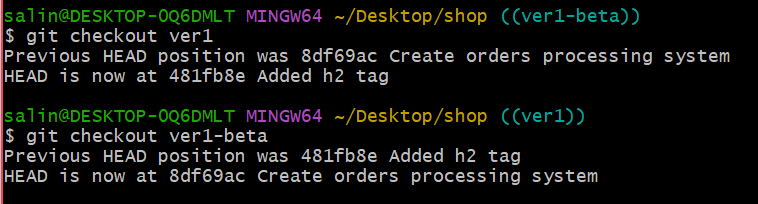 salin@DESKTOP-0Q6DMLT MINGW64 ~/Desktop/shop ((ver1-beta))
$ git checkout ver1
Previous HEAD position was 8df69ac Create orders processing system
HEAD is now at 481fb8e Added h2 tag
salin@DESKTOP-0Q6DMLT MINGW64 ~/Desktop/shop ((ver1))
$ git checkout ver1-beta
Previous HEAD position was 481fb8e Added h2 tag
HEAD is now at 8df69ac Create orders processing system